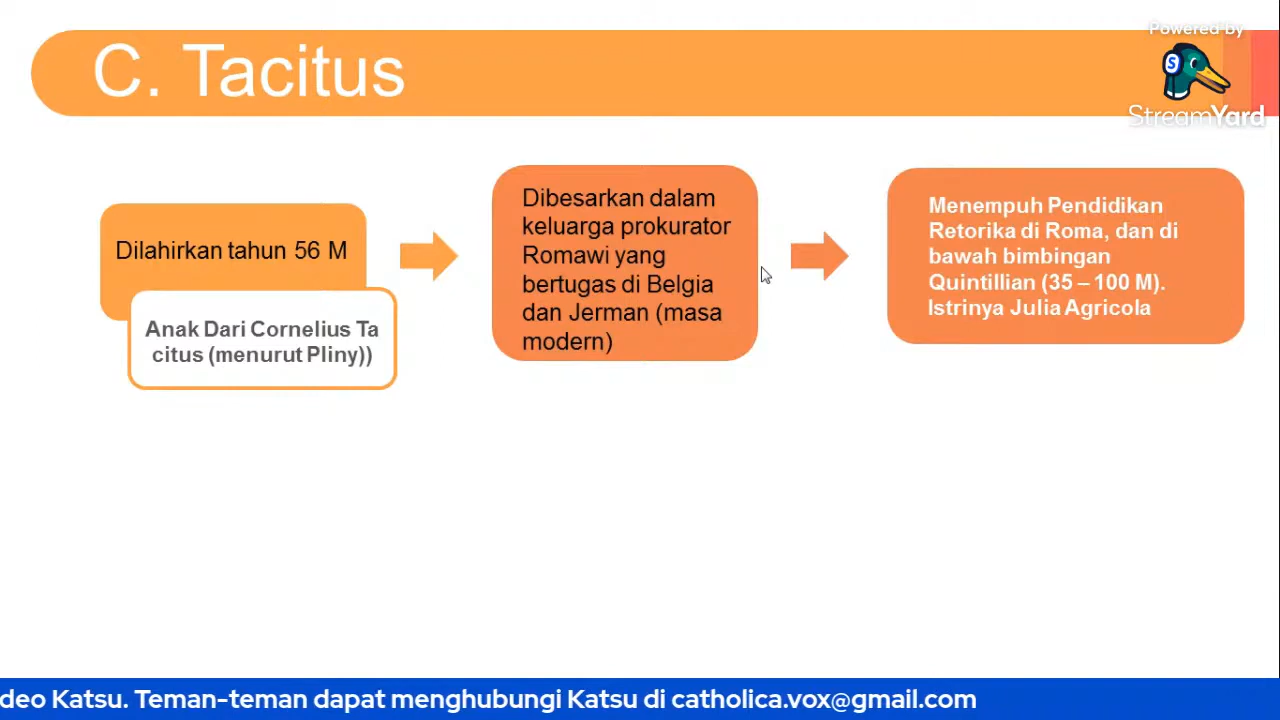 C. Tacitus
Powered by
StreamYard
Dilahirkan tahun 56 M
Anak Dari Cornelius Ta
citus (menurut Pliny))
Dibesarkan dalam
keluarga prokurator
Romawi yang
bertugas di Belgia
dan Jerman (masa
modern)
Menempuh Pendidikan
Retorika di Roma, dan di
bawah bimbingan
Quintillian (35 – 100 M).
Istrinya Julia Agricola
deo Katsu. Teman-teman dapat menghubungi Katsu di catholica.vox@gmail.com